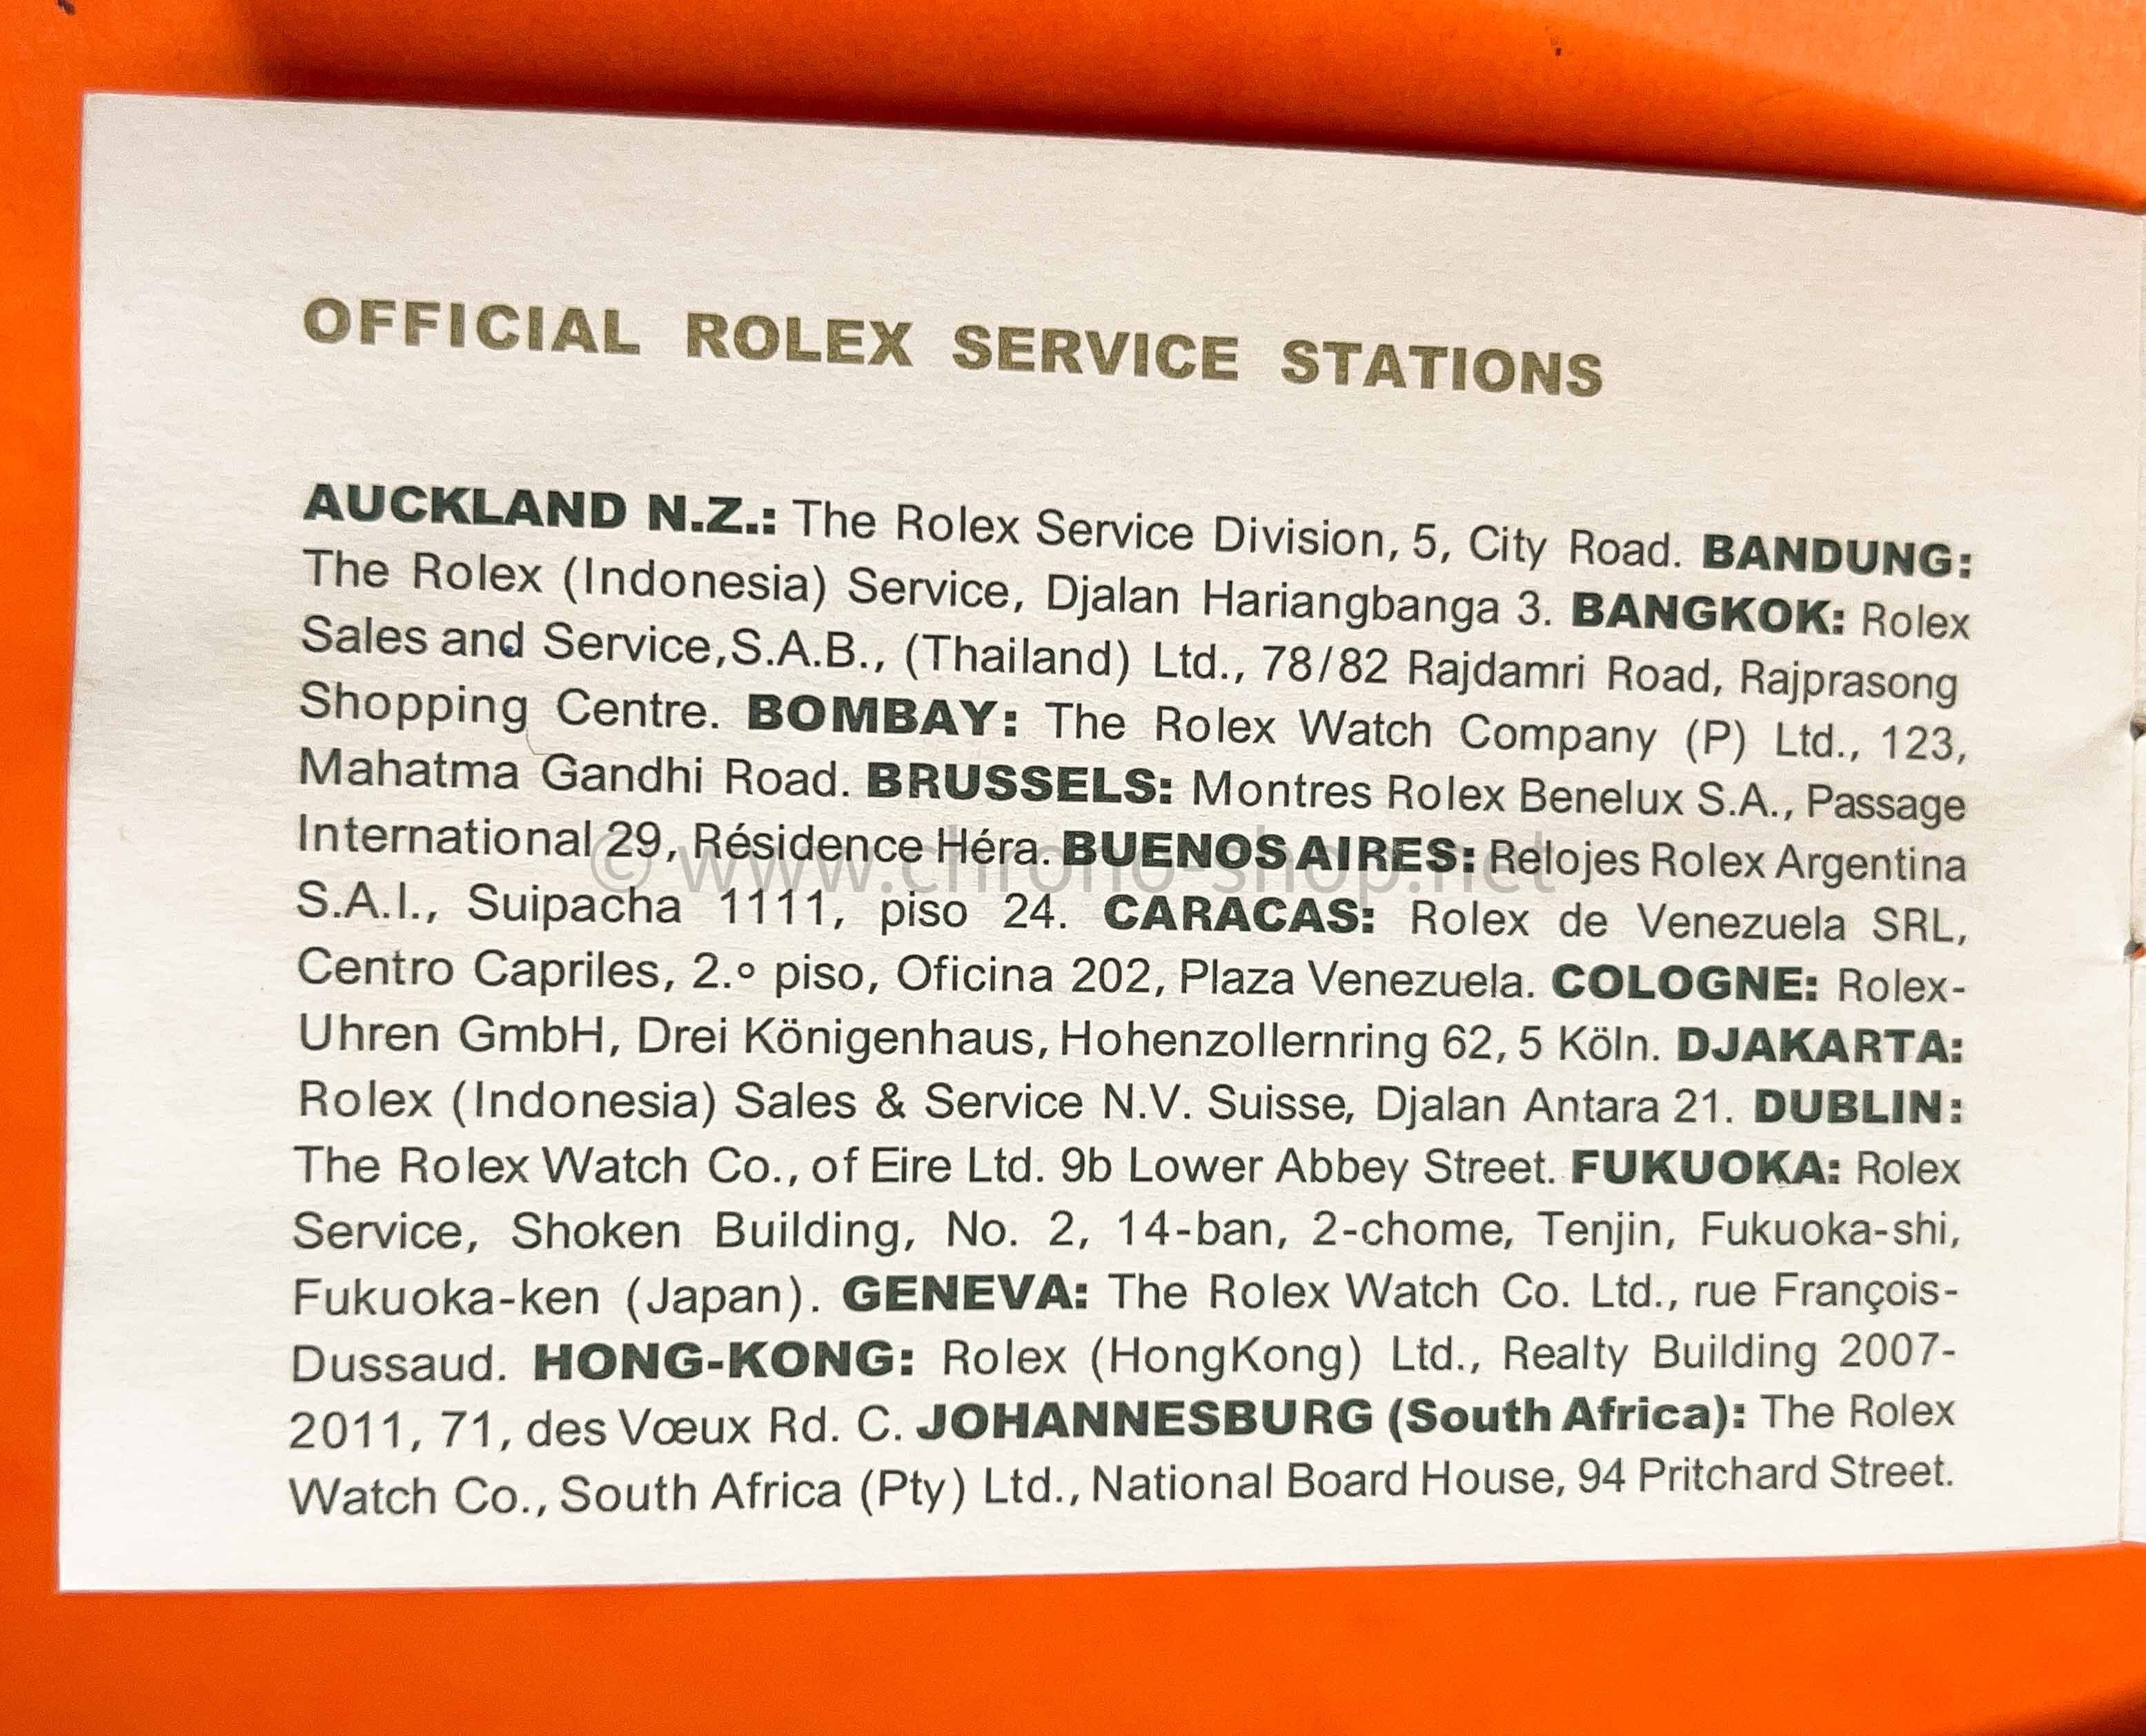 OFFICIAL ROLEX SERVICE STATIONS
AUCKLAND N.Z.: The Rolex Service Division, 5, City Road. BANDUNG:
The Rolex (Indonesia) Service, Djalan Hariangbanga 3. BANGKOK: Rolex
Sales and Service,S.A.B., (Thailand) Ltd., 78/82 Rajdamri Road, Rajprasong
Shopping Centre. BOMBAY: The Rolex Watch Company (P) Ltd., 123,
Mahatma Gandhi Road. BRUSSELS: Montres Rolex Benelux S.A., Passage
International 29, Résidence Héra. BUENOS AIRES: Relojes Rolex Argentina
© www.chrono-shop.net
S.A.I., Suipacha 1111, piso 24. CARACAS: Rolex de Venezuela SRL,
Centro Capriles, 2.º piso, Oficina 202, Plaza Venezuela. COLOGNE: Rolex-
Uhren GmbH, Drei Königenhaus, Hohenzollernring 62, 5 Köln. DJAKARTA:
Rolex (Indonesia) Sales & Service N.V. Suisse, Djalan Antara 21. DUBLIN:
The Rolex Watch Co., of Eire Ltd. 9b Lower Abbey Street. FUKUOKA: Rolex
Service, Shoken Building, No. 2, 14-ban, 2-chome, Tenjin, Fukuoka-shi,
Fukuoka-ken (Japan). GENEVA: The Rolex Watch Co. Ltd., rue François-
Dussaud. HONG-KONG: Rolex (HongKong) Ltd., Realty Building 2007-
2011, 71, des Vœux Rd. C. JOHANNESBURG (South Africa): The Rolex
Watch Co., South Africa (Pty) Ltd., National Board House, 94 Pritchard Street.